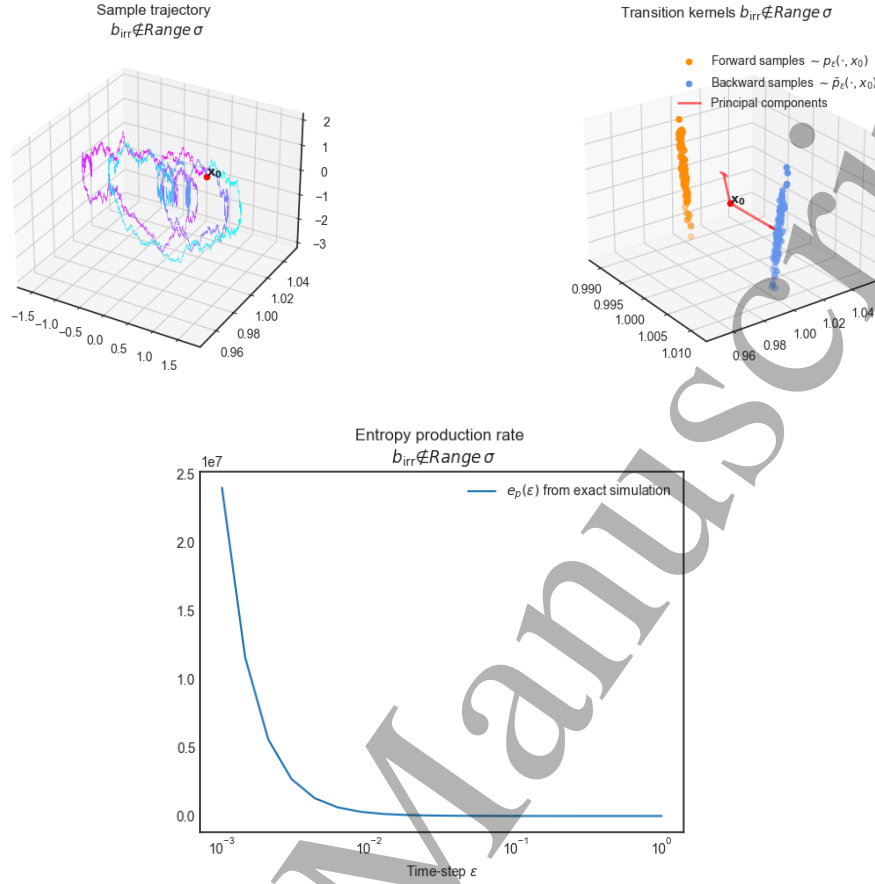 Sample trajectory
b_irr ∉ Range σ
x₀
2
1
0
−1
−2
−3
−1.5
−1.0
−0.5
0.0
0.5
1.0
1.5
0.96
0.98
1.00
1.02
1.04
Transition kernels b_irr ∉ Range σ
Forward samples ∼ p_ε(·, x₀)
Backward samples ∼ p̄_ε(·, x₀)
Principal components
x₀
0.990
0.995
1.000
1.005
1.010
0.96
0.98
1.00
1.02
1.04
Entropy production rate
b_irr ∉ Range σ
1e7
e_p(ε) from exact simulation
2.5
2.0
1.5
1.0
0.5
0.0
10⁻³
10⁻²
10⁻¹
10⁰
Time-step ε
Manuscri